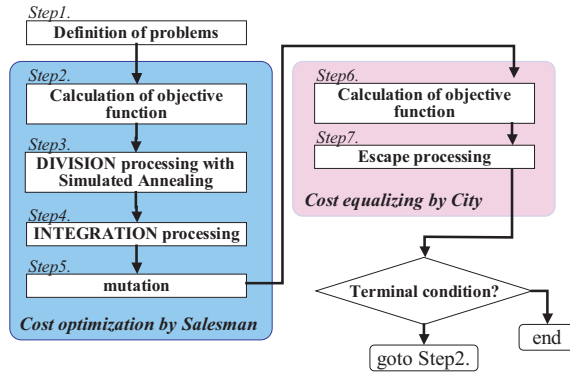 Step1.
Definition of problems
Step2.
Calculation of objective
function
Step3.
DIVISION processing with
Simulated Annealing
Step4.
INTEGRATION processing
Step5.
mutation
Cost optimization by Salesman
Step6.
Calculation of objective
function
Step7.
Escape processing
Cost equalizing by City
Terminal condition?
end
goto Step2.